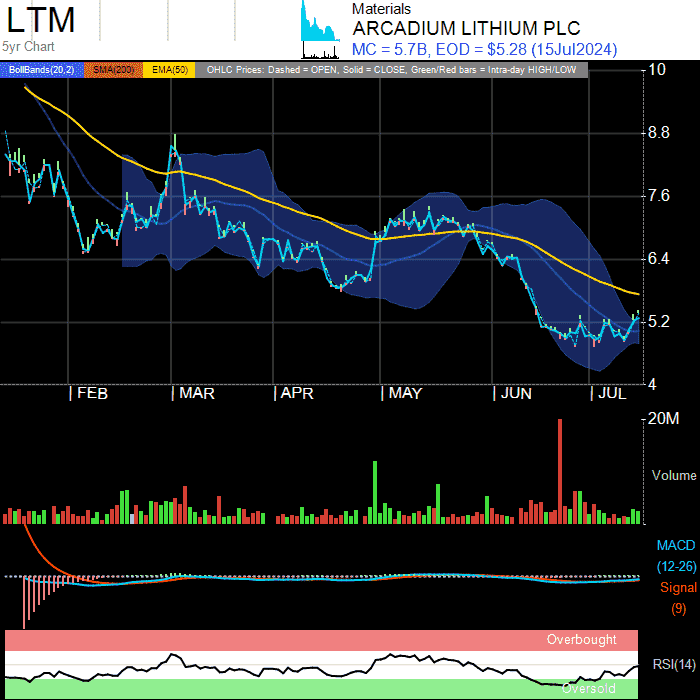 LTM
5yr Chart
Materials
ARCADIUM LITHIUM PLC
MC = 5.7B, EOD = $5.28 (15Jul2024)
BollBands(20,2) SMA(200) EMA(50) OHLC Prices: Dashed = OPEN, Solid = CLOSE, Green/Red bars = Intra-day HIGH/LOW
10
8.8
7.6
6.4
5.2
4
| FEB | MAR | APR | MAY | JUN | JUL
20M
Volume
MACD
(12-26)
Signal
(9)
Overbought
RSI(14)
Oversold